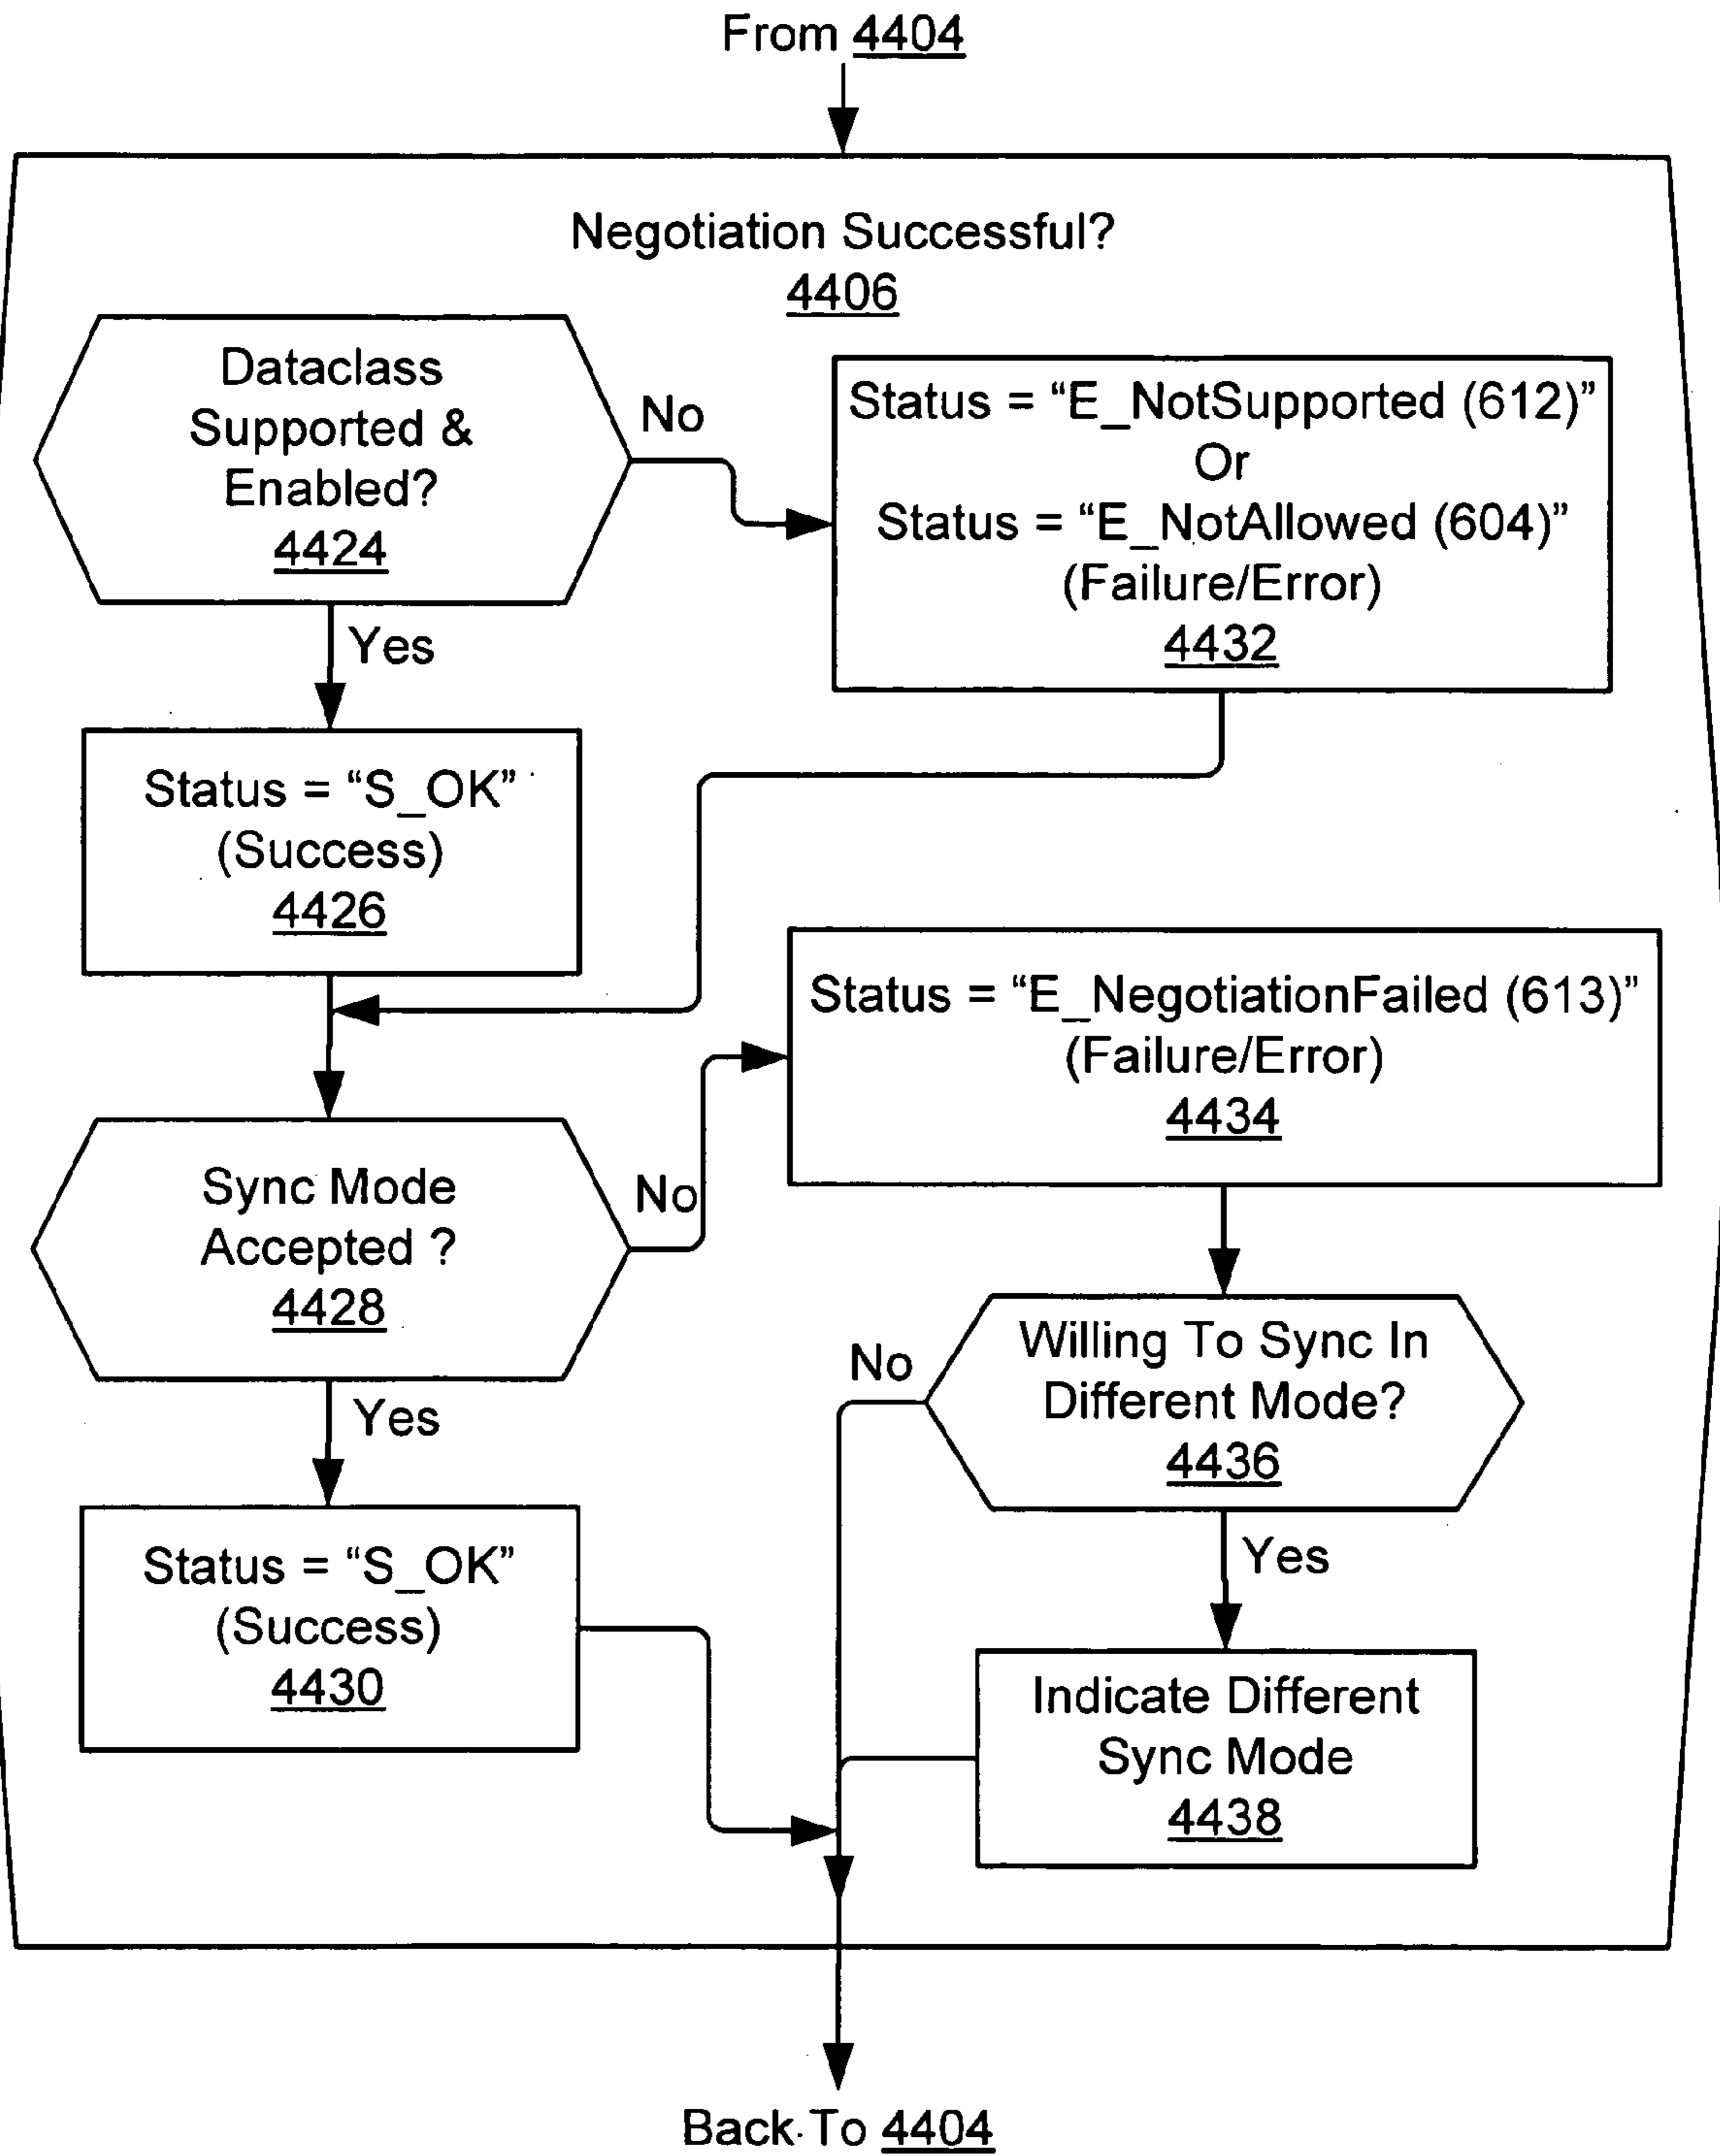 From 4404
Negotiation Successful?
4406
Dataclass
Supported &
Enabled?
4424
No
Status = “E_NotSupported (612)”
Or
Status = “E_NotAllowed (604)”
(Failure/Error)
4432
Yes
Status = “S_OK”
(Success)
4426
Status = “E_NegotiationFailed (613)”
(Failure/Error)
4434
Sync Mode
Accepted ?
4428
No
Yes
Willing To Sync In
Different Mode?
4436
No
Yes
Status = “S_OK”
(Success)
4430
Indicate Different
Sync Mode
4438
Back To 4404